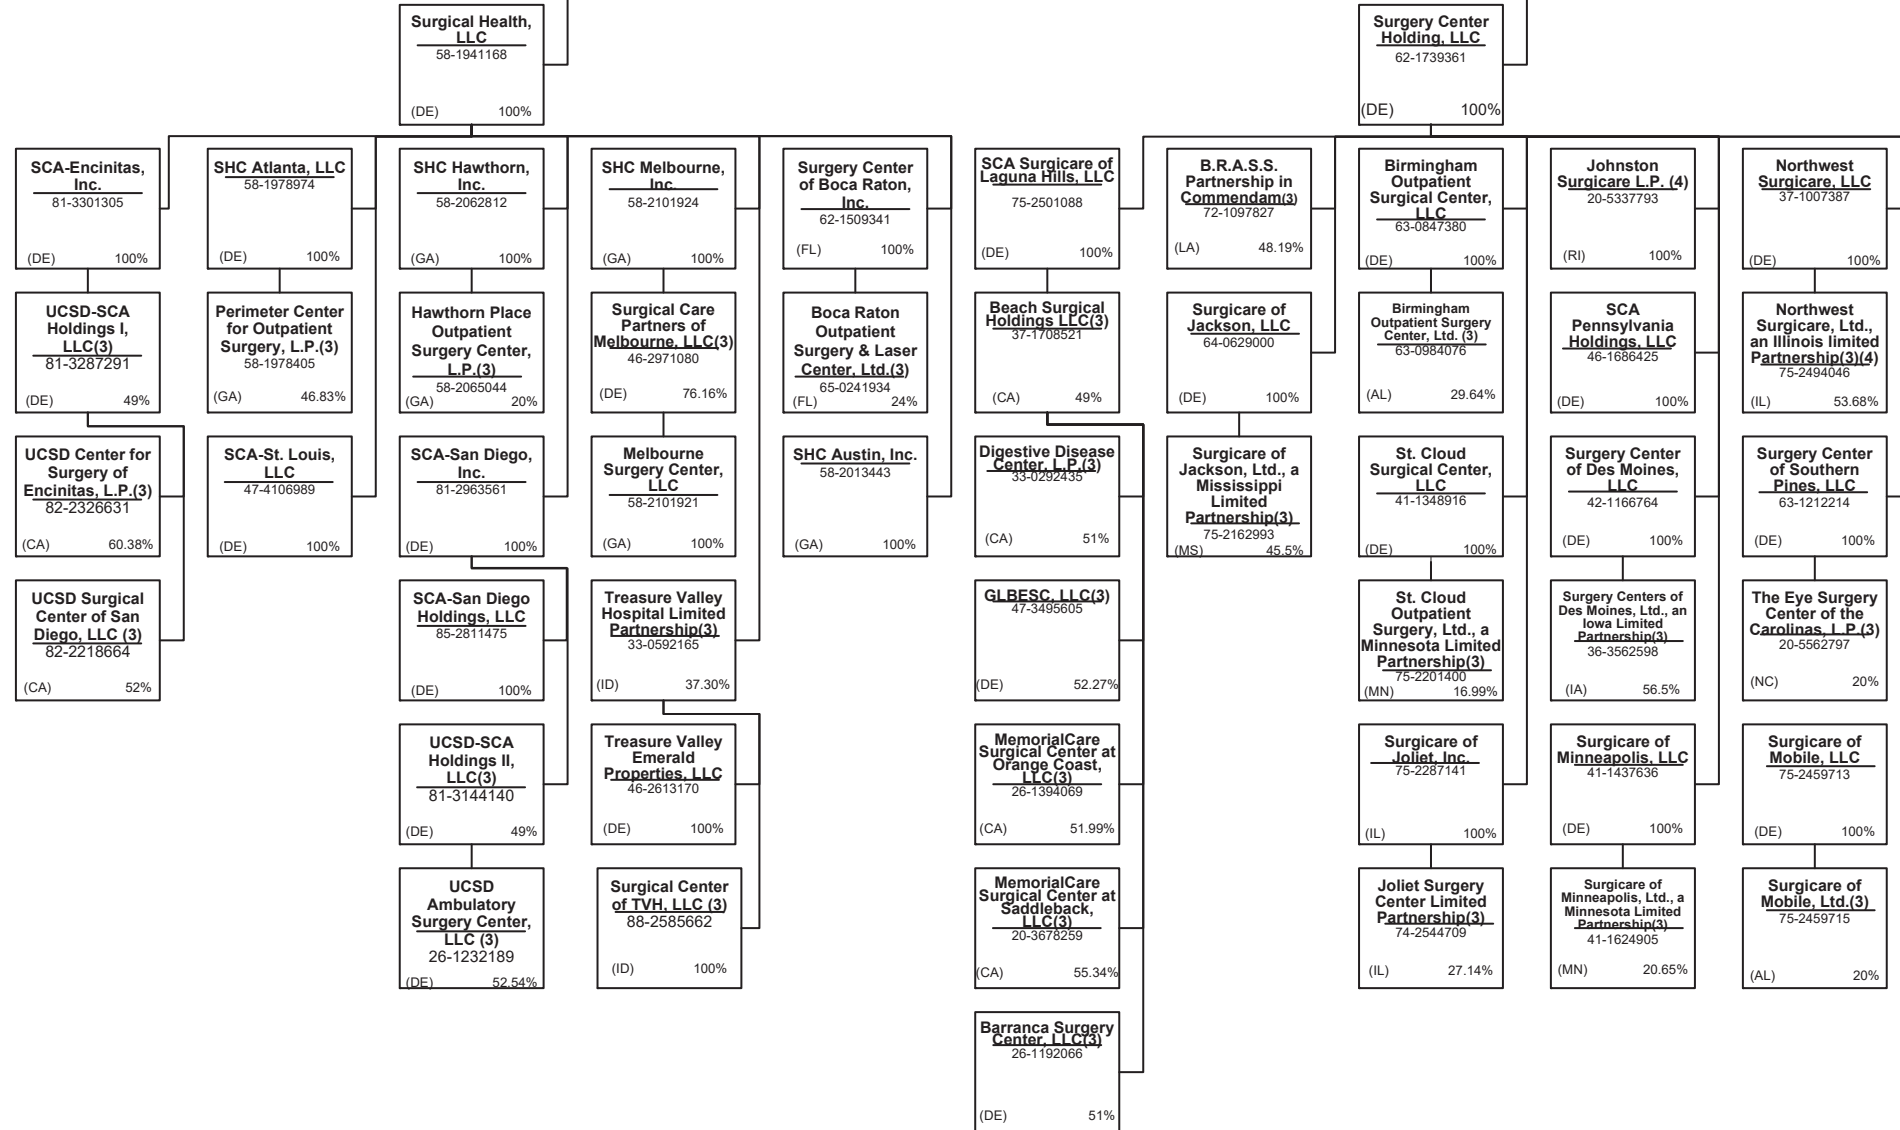 Surgical Health,
LLC
58-1941168
(DE) 100%
Surgery Center
Holding, LLC
62-1739361
(DE) 100%
SCA-Encinitas,
Inc.
81-3301305
(DE) 100%
SHC Atlanta, LLC
58-1978974
(DE) 100%
SHC Hawthorn,
Inc.
58-2062812
(GA) 100%
SHC Melbourne,
Inc.
58-2101924
(GA) 100%
Surgery Center
of Boca Raton,
Inc.
62-1509341
(FL) 100%
SCA Surgicare of
Laguna Hills, LLC
75-2501088
(DE) 100%
B.R.A.S.S.
Partnership in
Commendam(3)
72-1097827
(LA) 48.19%
Birmingham
Outpatient
Surgical Center,
LLC
63-0847380
(DE) 100%
Johnston
Surgicare L.P. (4)
20-5337793
(RI) 100%
Northwest
Surgicare, LLC
37-1007387
(DE) 100%
UCSD-SCA
Holdings I,
LLC(3)
81-3287291
(DE) 49%
Perimeter Center
for Outpatient
Surgery, L.P.(3)
58-1978405
(GA) 46.83%
Hawthorn Place
Outpatient
Surgery Center,
L.P.(3)
58-2065044
(GA) 20%
Surgical Care
Partners of
Melbourne, LLC(3)
46-2971080
(DE) 76.16%
Boca Raton
Outpatient
Surgery & Laser
Center, Ltd.(3)
65-0241934
(FL) 24%
Beach Surgical
Holdings LLC(3)
37-1708521
(CA) 49%
Surgicare of
Jackson, LLC
64-0629000
(DE) 100%
Birmingham
Outpatient Surgery
Center, Ltd. (3)
63-0984076
(AL) 29.64%
SCA
Pennsylvania
Holdings, LLC
46-1686425
(DE) 100%
Northwest
Surgicare, Ltd.,
an Illinois limited
Partnership(3)(4)
75-2494046
(IL) 53.68%
UCSD Center for
Surgery of
Encinitas, L.P.(3)
82-2326631
(CA) 60.38%
SCA-St. Louis,
LLC
47-4106989
(DE) 100%
SCA-San Diego,
Inc.
81-2963561
(DE) 100%
Melbourne
Surgery Center,
LLC
58-2101921
(GA) 100%
SHC Austin, Inc.
58-2013443
(GA) 100%
Digestive Disease
Center, L.P.(3)
33-0292435
(CA) 51%
Surgicare of
Jackson, Ltd., a
Mississippi
Limited
Partnership(3)
75-2162993
(MS) 45.5%
St. Cloud
Surgical Center,
LLC
41-1348916
(DE) 100%
Surgery Center
of Des Moines,
LLC
42-1166764
(DE) 100%
Surgery Center
of Southern
Pines, LLC
63-1212214
(DE) 100%
UCSD Surgical
Center of San
Diego, LLC (3)
82-2218664
(CA) 52%
SCA-San Diego
Holdings, LLC
85-2811475
(DE) 100%
Treasure Valley
Hospital Limited
Partnership(3)
33-0592165
(ID) 37.30%
GLBESC, LLC(3)
47-3495605
(DE) 52.27%
St. Cloud
Outpatient
Surgery, Ltd., a
Minnesota Limited
Partnership(3)
75-2201400
(MN) 16.99%
Surgery Centers of
Des Moines, Ltd., an
Iowa Limited
Partnership(3)
36-3562598
(IA) 56.5%
The Eye Surgery
Center of the
Carolinas, L.P.(3)
20-5562797
(NC) 20%
UCSD-SCA
Holdings II,
LLC(3)
81-3144140
(DE) 49%
Treasure Valley
Emerald
Properties, LLC
46-2613170
(DE) 100%
MemorialCare
Surgical Center at
Orange Coast,
LLC(3)
26-1394069
(CA) 51.99%
Surgicare of
Joliet, Inc.
75-2287141
(IL) 100%
Surgicare of
Minneapolis, LLC
41-1437636
(DE) 100%
Surgicare of
Mobile, LLC
75-2459713
(DE) 100%
UCSD
Ambulatory
Surgery Center,
LLC (3)
26-1232189
(DE) 52.54%
Surgical Center
of TVH, LLC (3)
88-2585662
(ID) 100%
MemorialCare
Surgical Center at
Saddleback,
LLC(3)
20-3678259
(CA) 55.34%
Joliet Surgery
Center Limited
Partnership(3)
74-2544709
(IL) 27.14%
Surgicare of
Minneapolis, Ltd., a
Minnesota Limited
Partnership(3)
41-1624905
(MN) 20.65%
Surgicare of
Mobile, Ltd.(3)
75-2459715
(AL) 20%
Barranca Surgery
Center, LLC(3)
26-1192066
(DE) 51%